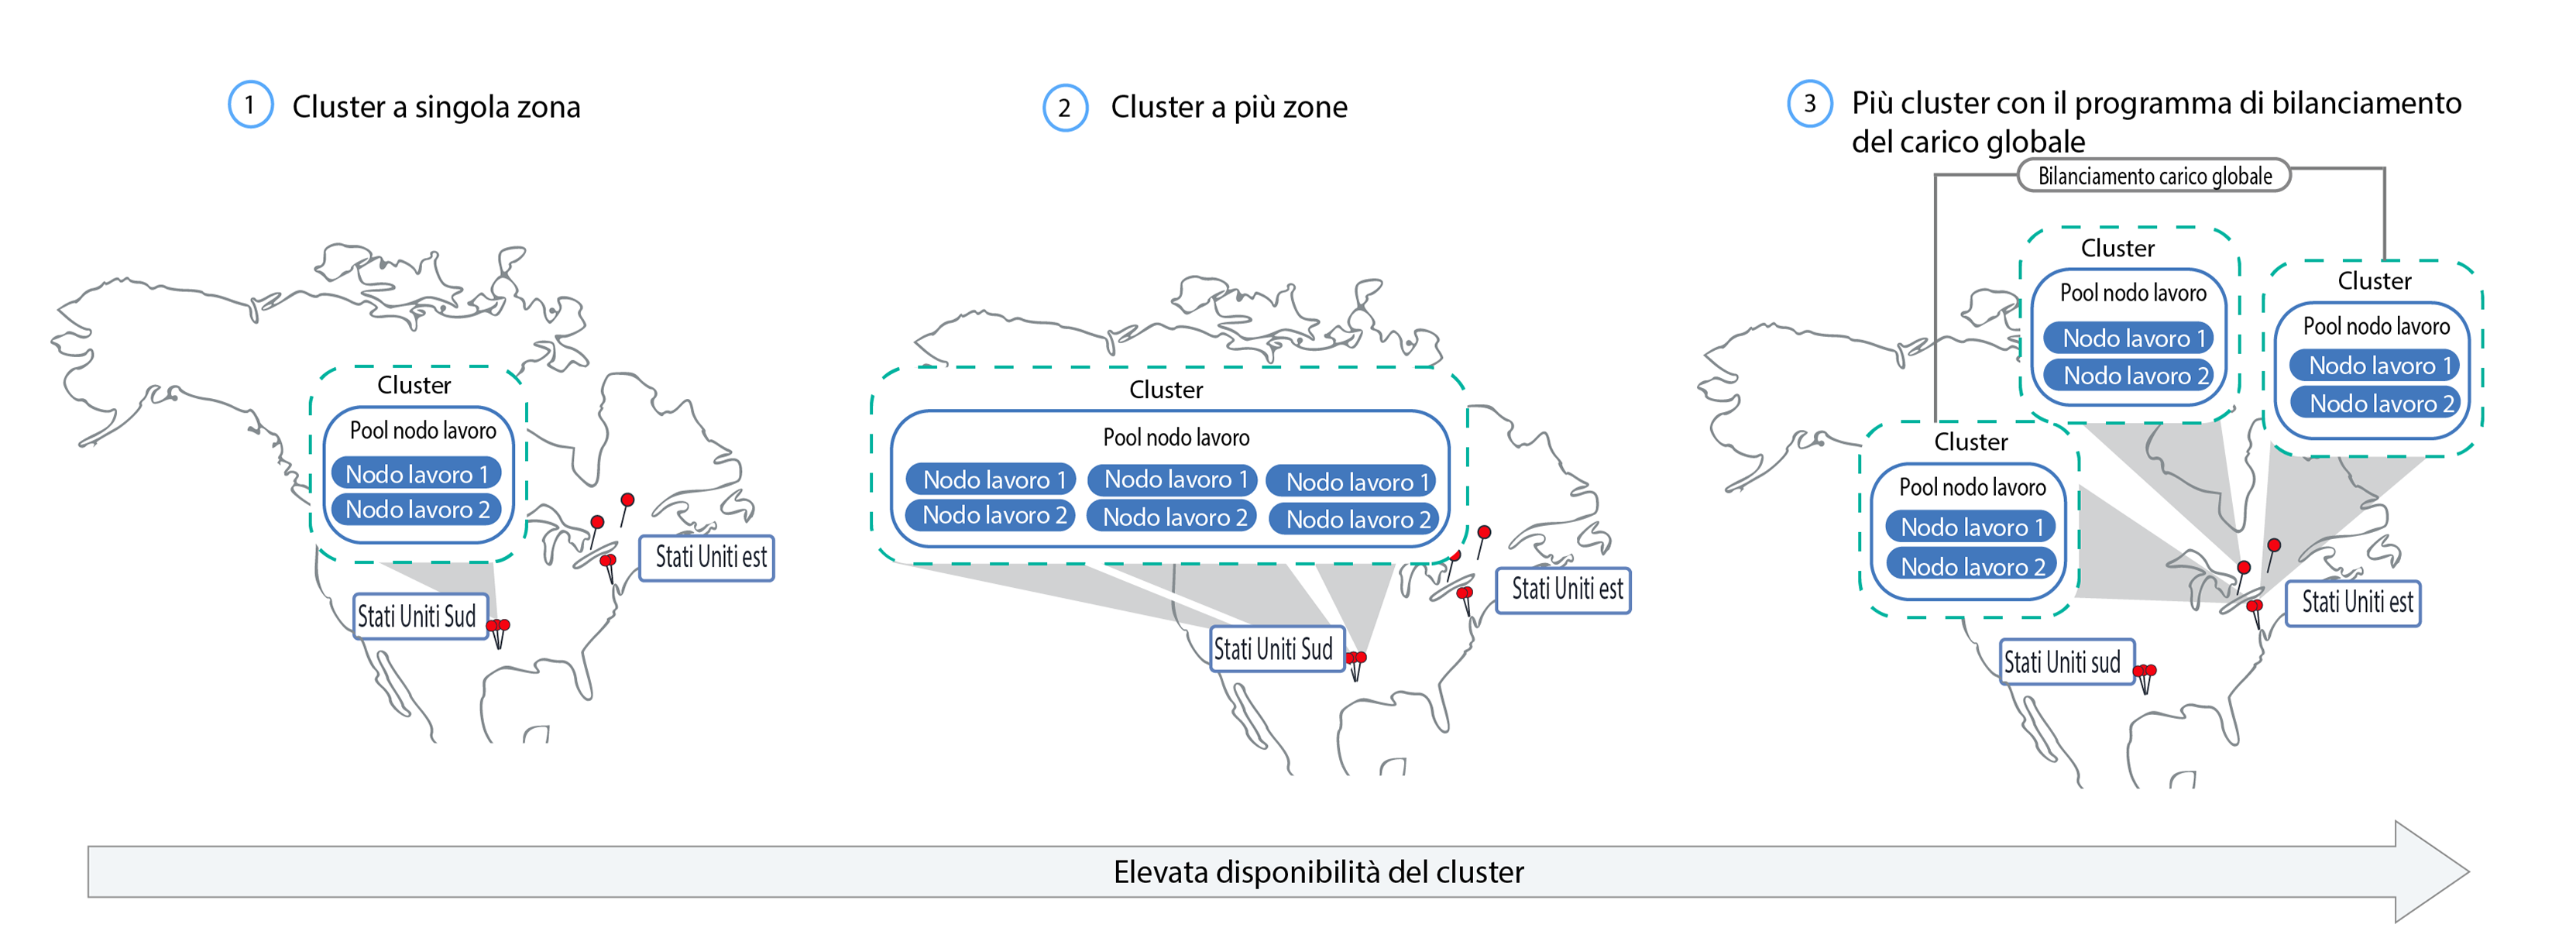 1 Cluster a singola zona
Cluster
Pool nodo lavoro
Nodo lavoro 1
Nodo lavoro 2
Stati Uniti est
Stati Uniti Sud
2 Cluster a più zone
Cluster
Pool nodo lavoro
Nodo lavoro 1 Nodo lavoro 1 Nodo lavoro 1
Nodo lavoro 2 Nodo lavoro 2 Nodo lavoro 2
Stati Uniti est
Stati Uniti Sud
3 Più cluster con il programma di bilanciamento
del carico globale
Bilanciamento carico globale
Cluster
Pool nodo lavoro
Nodo lavoro 1
Nodo lavoro 2
Cluster
Pool nodo lavoro
Nodo lavoro 1
Nodo lavoro 2
Cluster
Pool nodo lavoro
Nodo lavoro 1
Nodo lavoro 2
Stati Uniti est
Stati Uniti sud
Elevata disponibilità del cluster